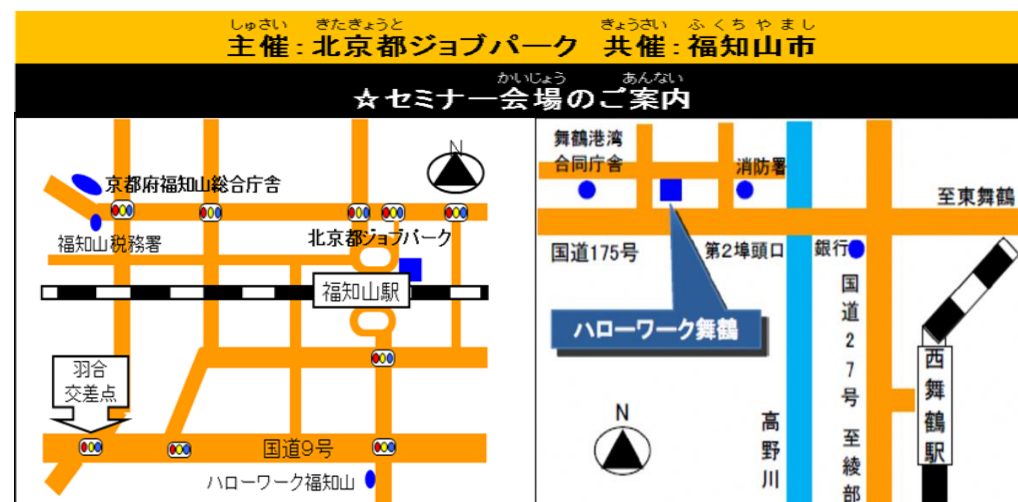 しゅさい きたきょうと きょうさい ふくちやまし
主催：北京都ジョブパーク 共催：福知山市
かいじょう あんない
☆セミナー会場のご案内
N
京都府福知山総合庁舎
福知山税務署
北京都ジョブパーク
福知山駅
羽合
交差点
国道9号
ハローワーク福知山
舞鶴港湾
合同庁舎
消防署
至東舞鶴
国道175号
第2埠頭口
銀行
ハローワーク舞鶴
国道27号 至綾部
西舞鶴駅
N
高野川